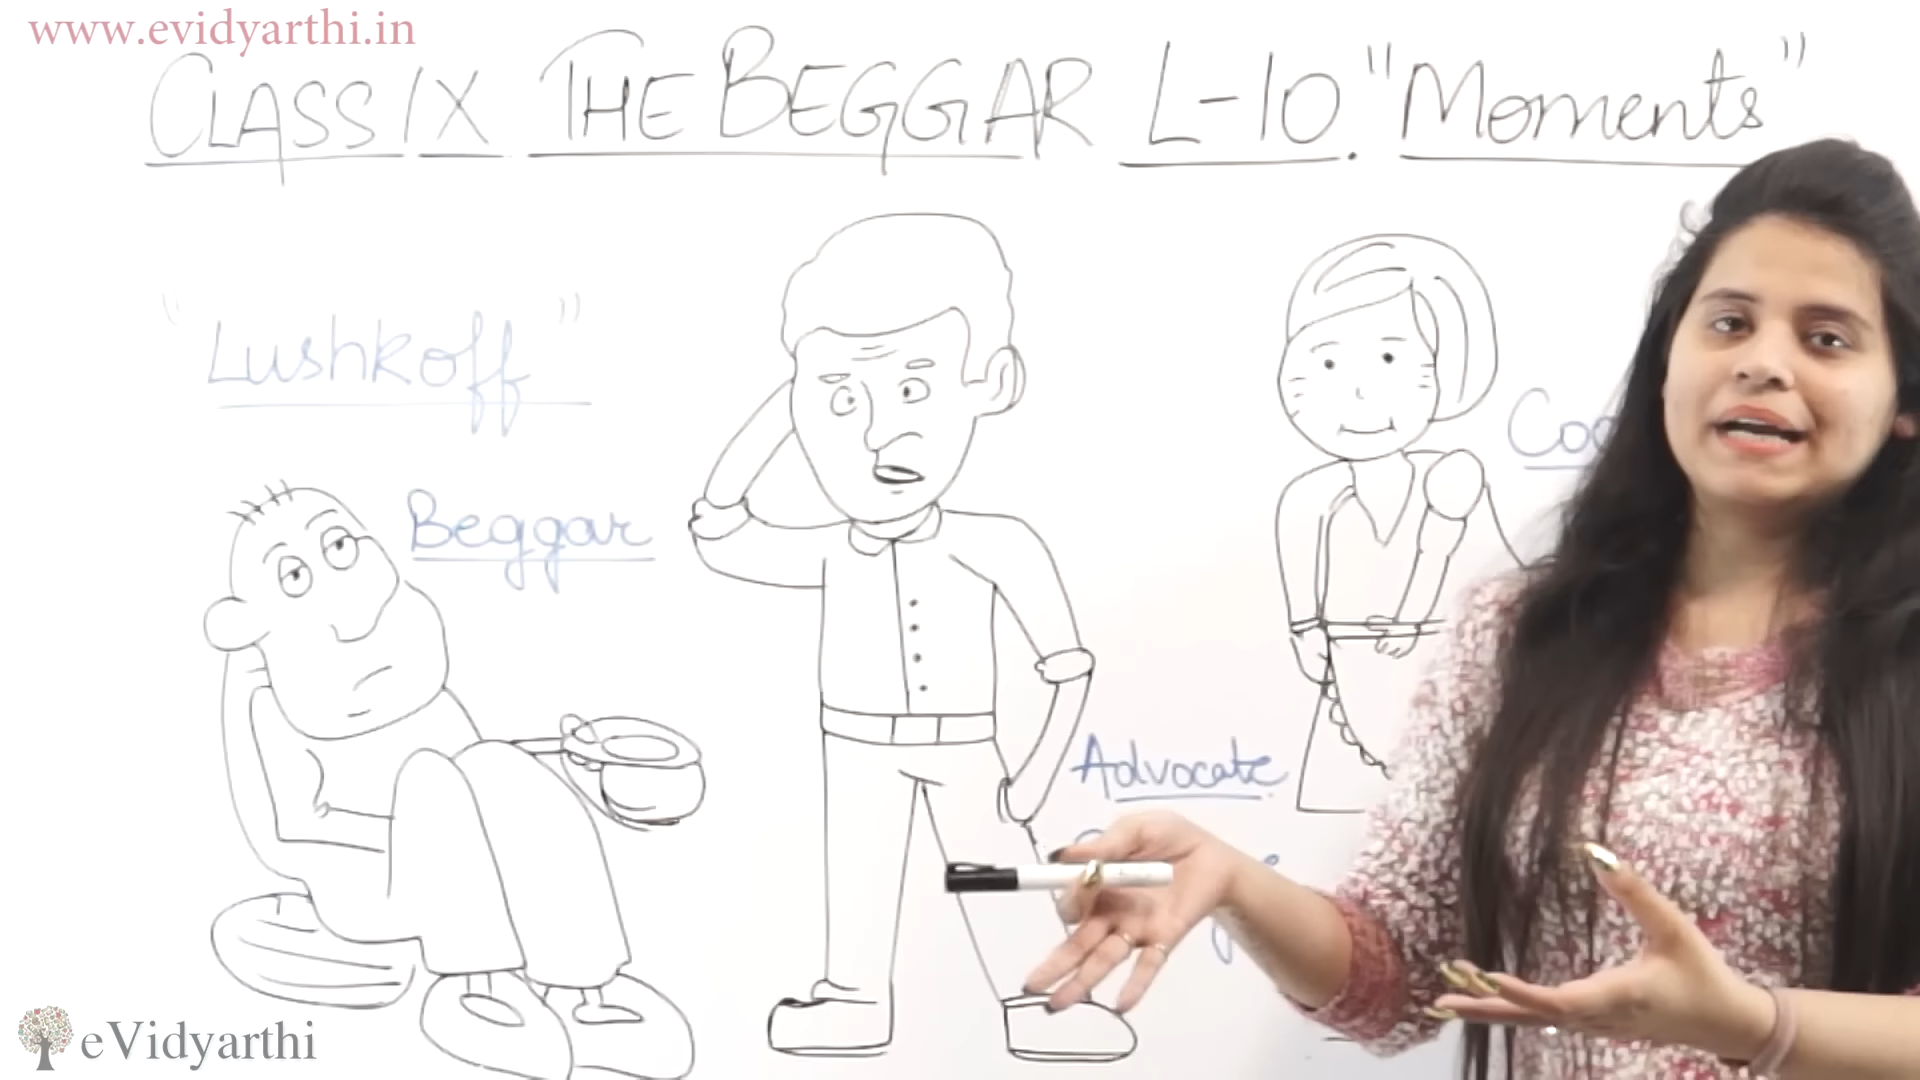 www.evidyarthi.in
CLASS IX THE BEGGAR L-10. "Moments"
"Lushkoff"
Beggar
Advocate
eVidyarthi